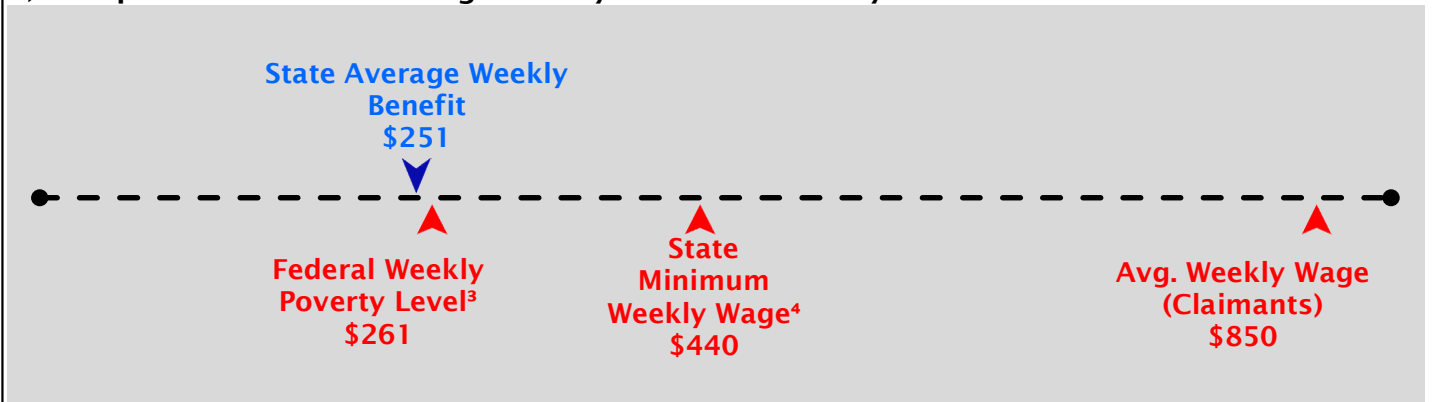 State Average Weekly
Benefit
$251
Federal Weekly
Poverty Level³
$261
State
Minimum
Weekly Wage⁴
$440
Avg. Weekly Wage
(Claimants)
$850